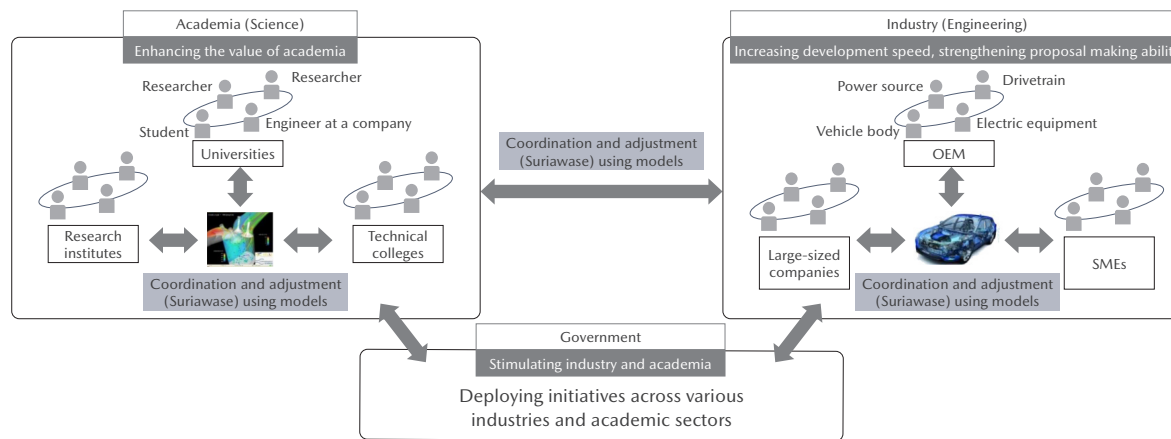 Academia (Science)
Enhancing the value of academia
Researcher
Researcher
Student
Engineer at a company
Universities
Research
institutes
Technical
colleges
Coordination and adjustment
(Suriawase) using models
Coordination and adjustment
(Suriawase) using models
Industry (Engineering)
Increasing development speed, strengthening proposal making abilit
Power source
Drivetrain
Vehicle body
Electric equipment
OEM
Large-sized
companies
SMEs
Coordination and adjustment
(Suriawase) using models
Government
Stimulating industry and academia
Deploying initiatives across various
industries and academic sectors